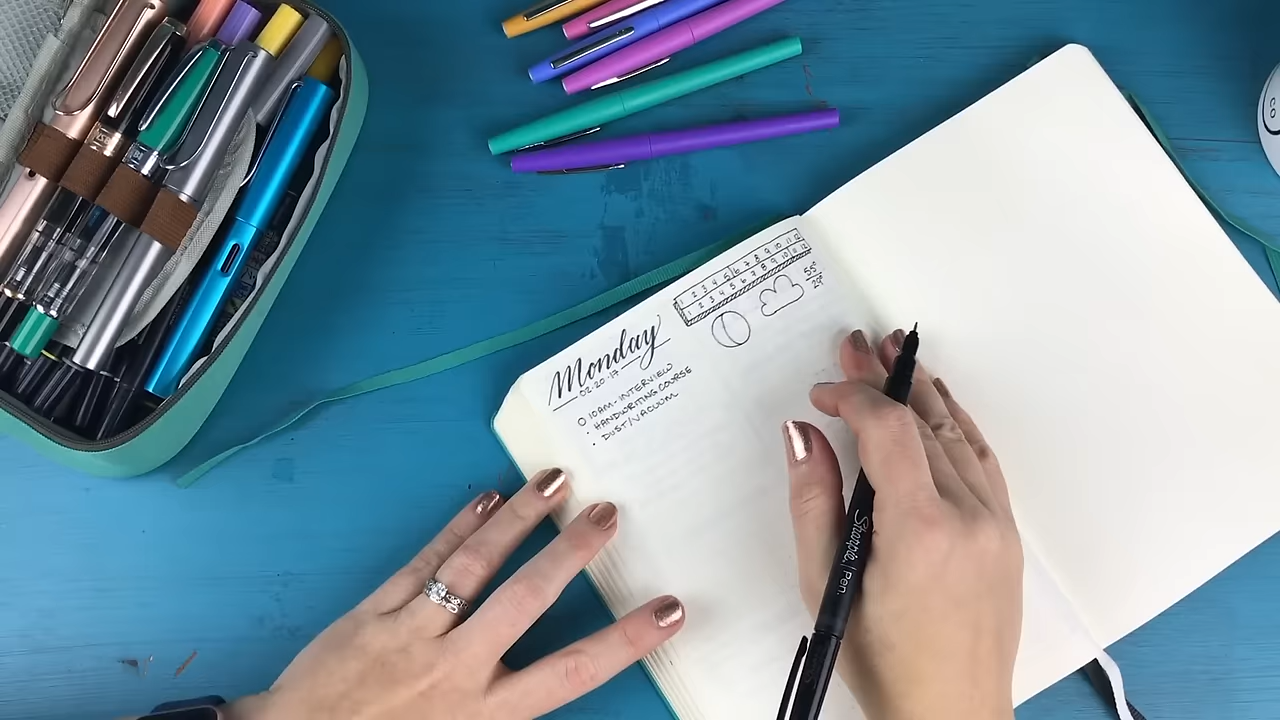 Monday
02·20·17
O 10AM-INTERVIEW
· HANDWRITING COURSE
· DUST/VACUUM
1 2 3 4 5 6 7 8 9 10 11 12
1 2 3 4 5 6 7 8 9 10 11 12
55°
29°
Sharpie. | Pen.